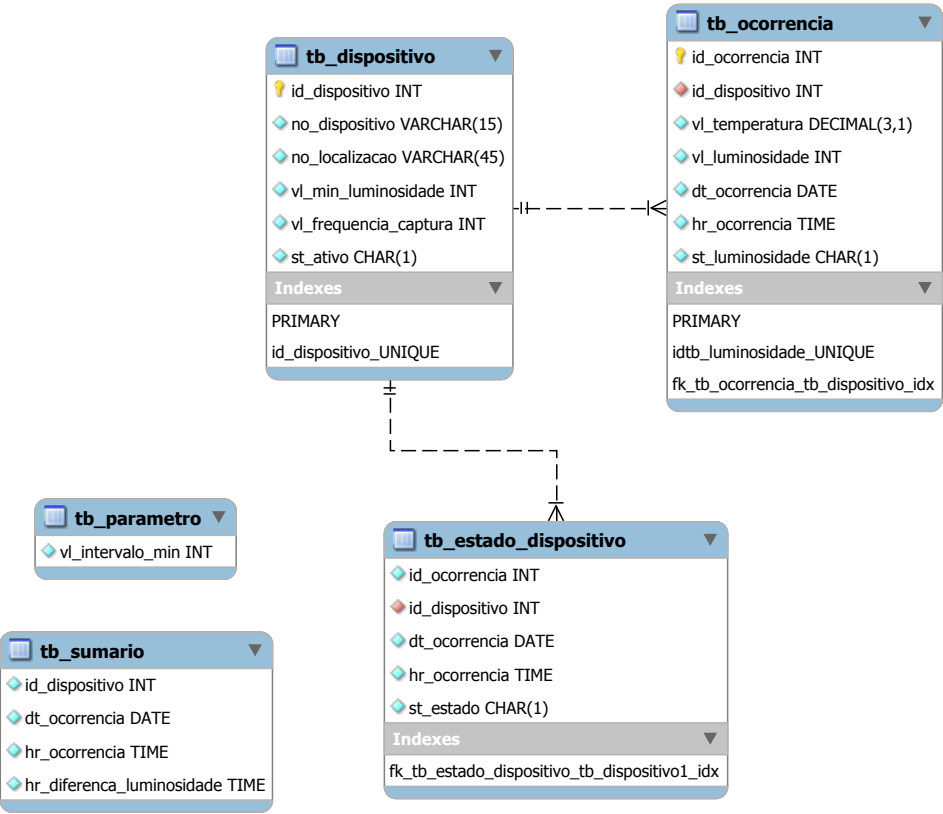 tb_dispositivo
id_dispositivo INT
no_dispositivo VARCHAR(15)
no_localizacao VARCHAR(45)
vl_min_luminosidade INT
vl_frequencia_captura INT
st_ativo CHAR(1)
Indexes
PRIMARY
id_dispositivo_UNIQUE
tb_ocorrencia
id_ocorrencia INT
id_dispositivo INT
vl_temperatura DECIMAL(3,1)
vl_luminosidade INT
dt_ocorrencia DATE
hr_ocorrencia TIME
st_luminosidade CHAR(1)
Indexes
PRIMARY
idtb_luminosidade_UNIQUE
fk_tb_ocorrencia_tb_dispositivo_idx
tb_parametro
vl_intervalo_min INT
tb_estado_dispositivo
id_ocorrencia INT
id_dispositivo INT
dt_ocorrencia DATE
hr_ocorrencia TIME
st_estado CHAR(1)
Indexes
fk_tb_estado_dispositivo_tb_dispositivo1_idx
tb_sumario
id_dispositivo INT
dt_ocorrencia DATE
hr_ocorrencia TIME
hr_diferenca_luminosidade TIME